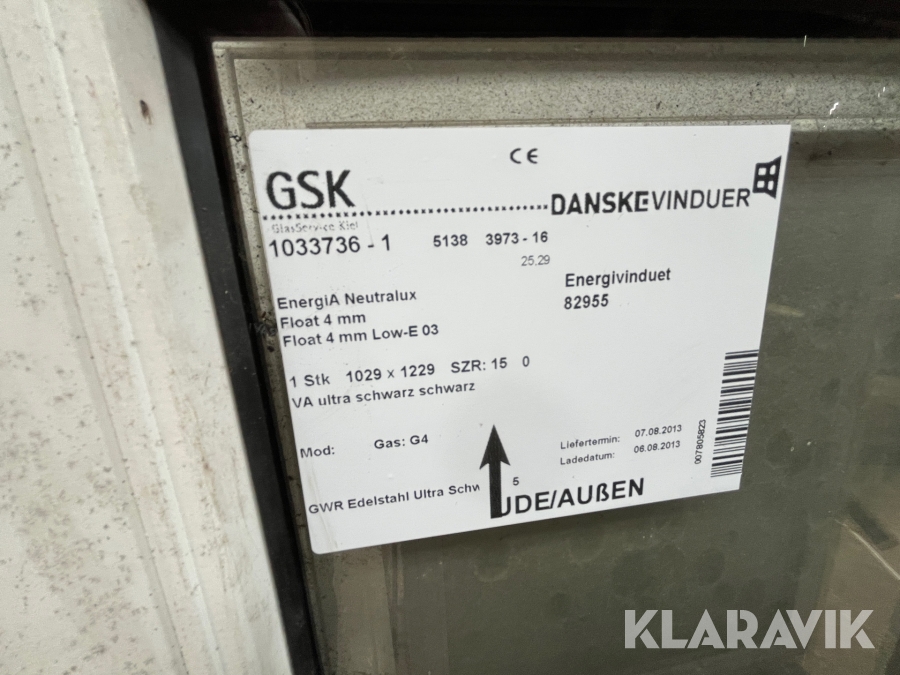 CE
GSK
DANSKEVINDUER
GlasService Kiel
1033736 - 1 5138 3973 - 16
25.29
Energivinduet
82955
EnergiA Neutralux
Float 4 mm
Float 4 mm Low-E 03
1 Stk 1029 x 1229 SZR: 15 0
VA ultra schwarz schwarz
Mod: Gas: G4
Liefertermin: 07.08.2013
Ladedatum: 06.08.2013
007805823
GWR Edelstahl Ultra Schw 5
UDE/AUßEN
KLARAVIK